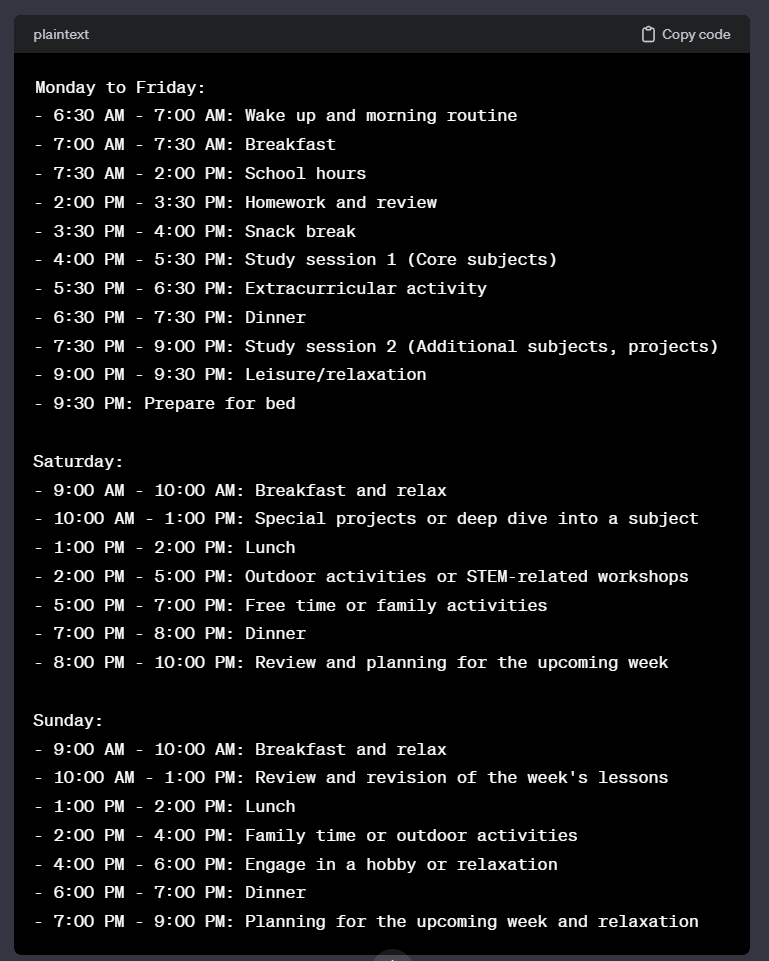 plaintext
Copy code
Monday to Friday:
- 6:30 AM - 7:00 AM: Wake up and morning routine
- 7:00 AM - 7:30 AM: Breakfast
- 7:30 AM - 2:00 PM: School hours
- 2:00 PM - 3:30 PM: Homework and review
- 3:30 PM - 4:00 PM: Snack break
- 4:00 PM - 5:30 PM: Study session 1 (Core subjects)
- 5:30 PM - 6:30 PM: Extracurricular activity
- 6:30 PM - 7:30 PM: Dinner
- 7:30 PM - 9:00 PM: Study session 2 (Additional subjects, projects)
- 9:00 PM - 9:30 PM: Leisure/relaxation
- 9:30 PM: Prepare for bed
Saturday:
- 9:00 AM - 10:00 AM: Breakfast and relax
- 10:00 AM - 1:00 PM: Special projects or deep dive into a subject
- 1:00 PM - 2:00 PM: Lunch
- 2:00 PM - 5:00 PM: Outdoor activities or STEM-related workshops
- 5:00 PM - 7:00 PM: Free time or family activities
- 7:00 PM - 8:00 PM: Dinner
- 8:00 PM - 10:00 PM: Review and planning for the upcoming week
Sunday:
- 9:00 AM - 10:00 AM: Breakfast and relax
- 10:00 AM - 1:00 PM: Review and revision of the week's lessons
- 1:00 PM - 2:00 PM: Lunch
- 2:00 PM - 4:00 PM: Family time or outdoor activities
- 4:00 PM - 6:00 PM: Engage in a hobby or relaxation
- 6:00 PM - 7:00 PM: Dinner
- 7:00 PM - 9:00 PM: Planning for the upcoming week and relaxation